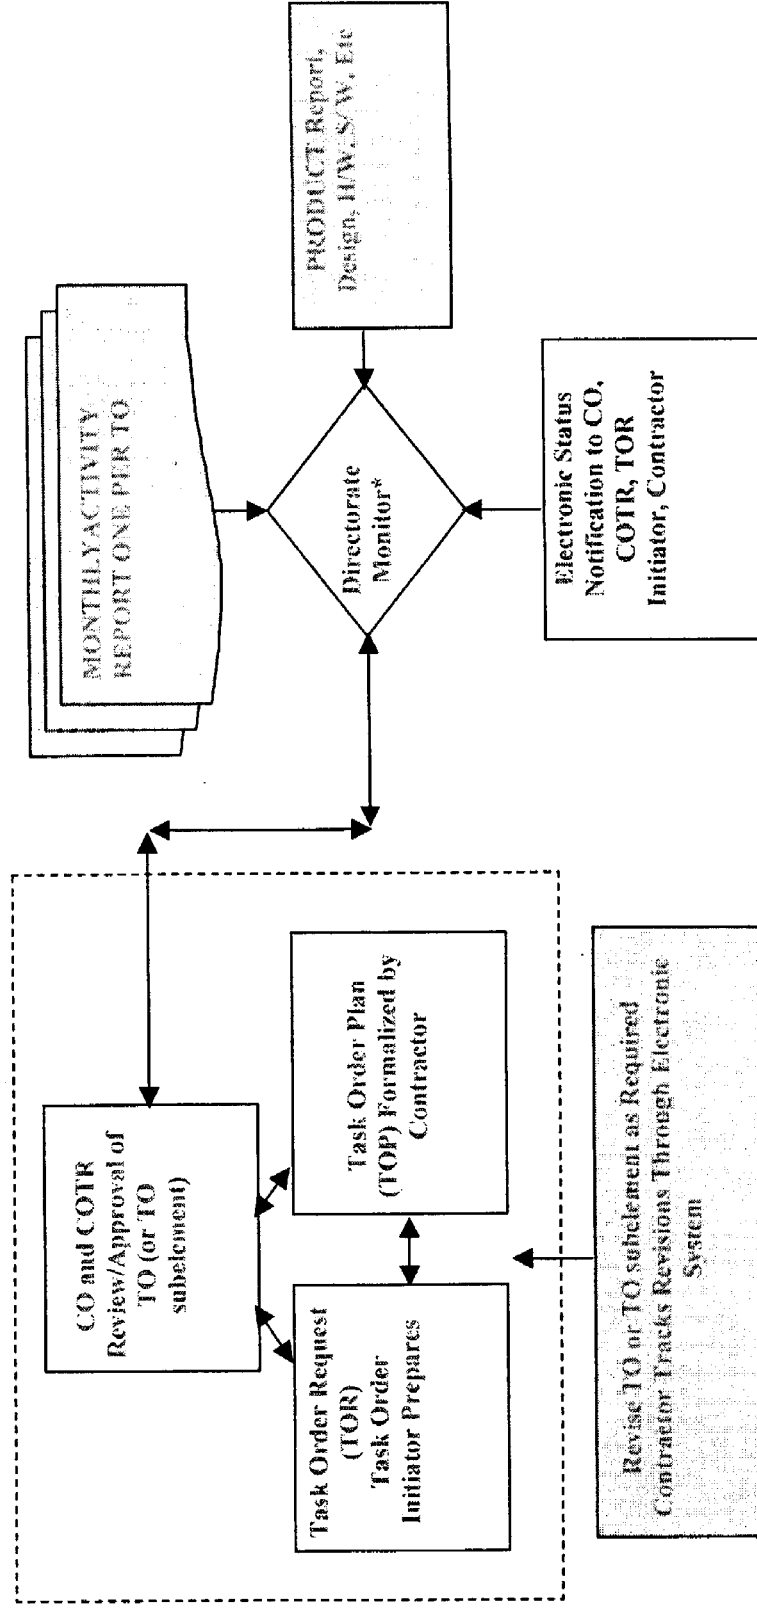 CO and COTR
Review/Approval of
TO (or TO
subelement)
MONTHLYACTIVITY
REPORT ONE PER TO
Task Order Request
(TOR)
Task Order
Initiator Prepares
Task Order Plan
(TOP) Formalized by
Contractor
Directorate
Monitor*
PRODUCT Report,
Design, H/W, S/W, Etc
Revise TO or TO subelement as Required
Contractor Tracks Revisions Through Electronic
System
Electronic Status
Notification to CO,
COTR, TOR
Initiator, Contractor